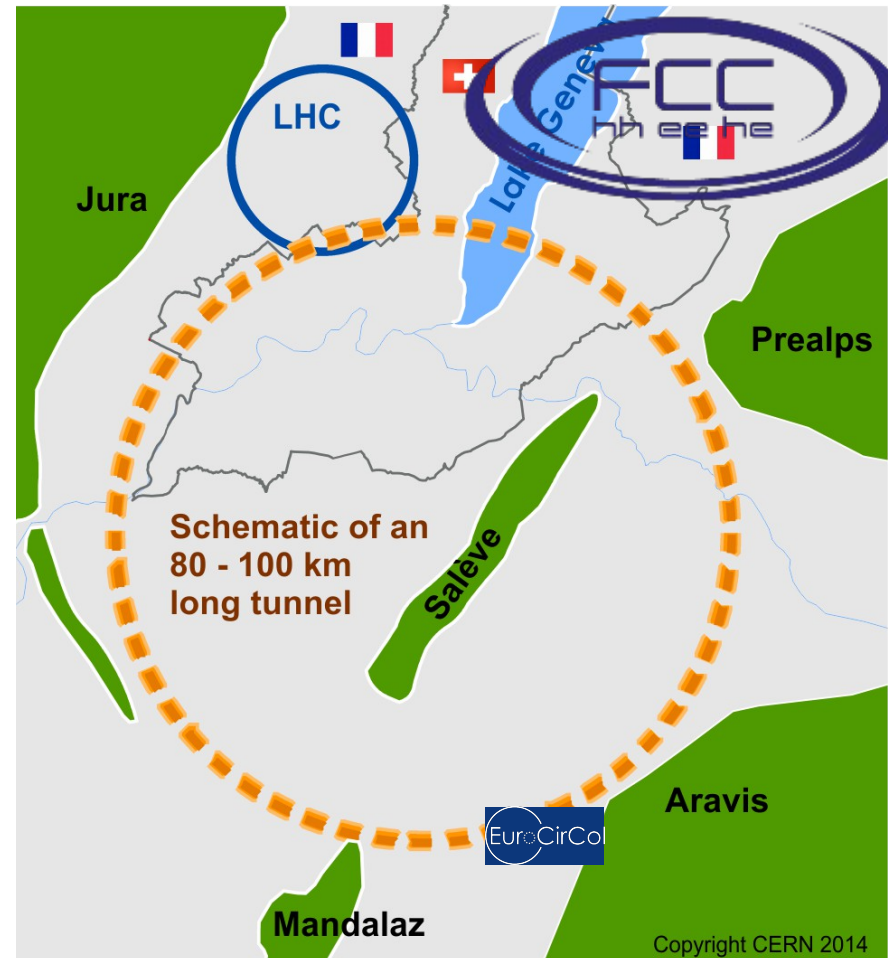 LHC
FCC
hh ee he
Lake Geneva
Jura
Prealps
Schematic of an
80 - 100 km
long tunnel
Salève
Aravis
EuroCirCol
Mandalaz
Copyright CERN 2014